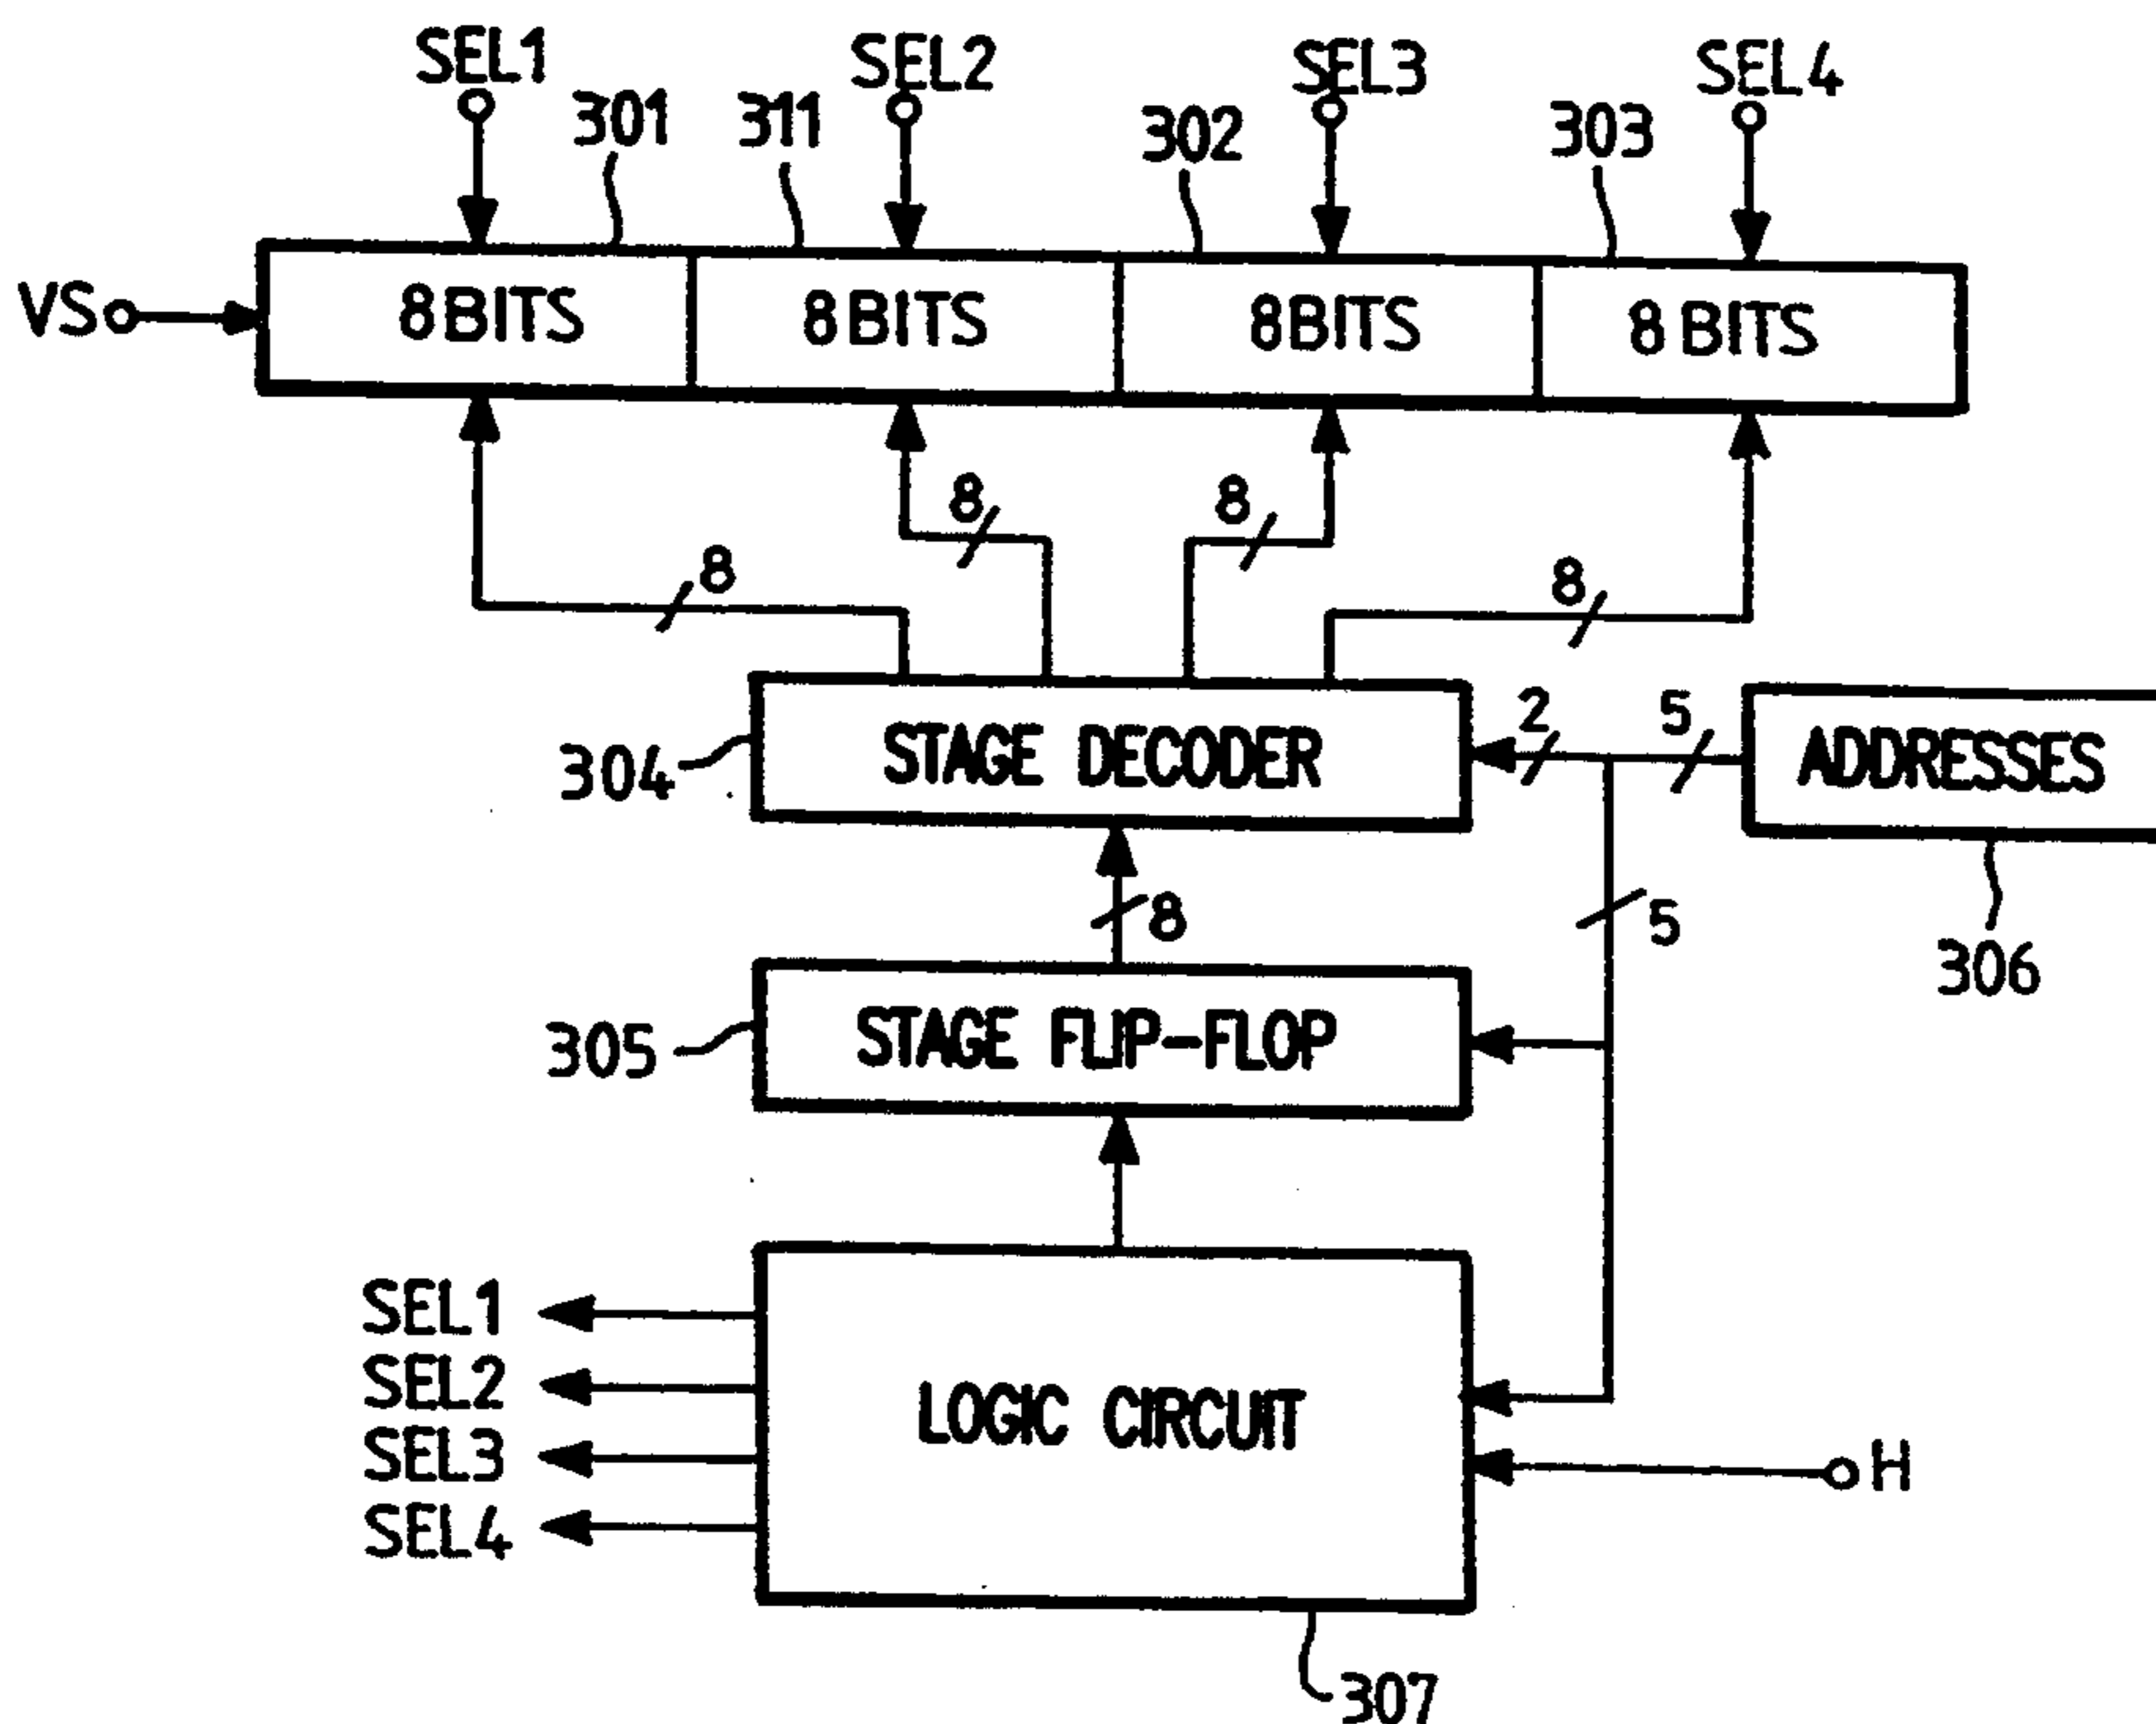 SEL1 SEL2 SEL3 SEL4
301 311 302 303
VS 8 BITS 8 BITS 8 BITS 8 BITS
8 8
8 8
2 5
304 STAGE DECODER ADDRESSES
8 5
306
305 STAGE FLIP-FLOP
SEL1
SEL2
LOGIC CIRCUIT
SEL3
H
SEL4
307